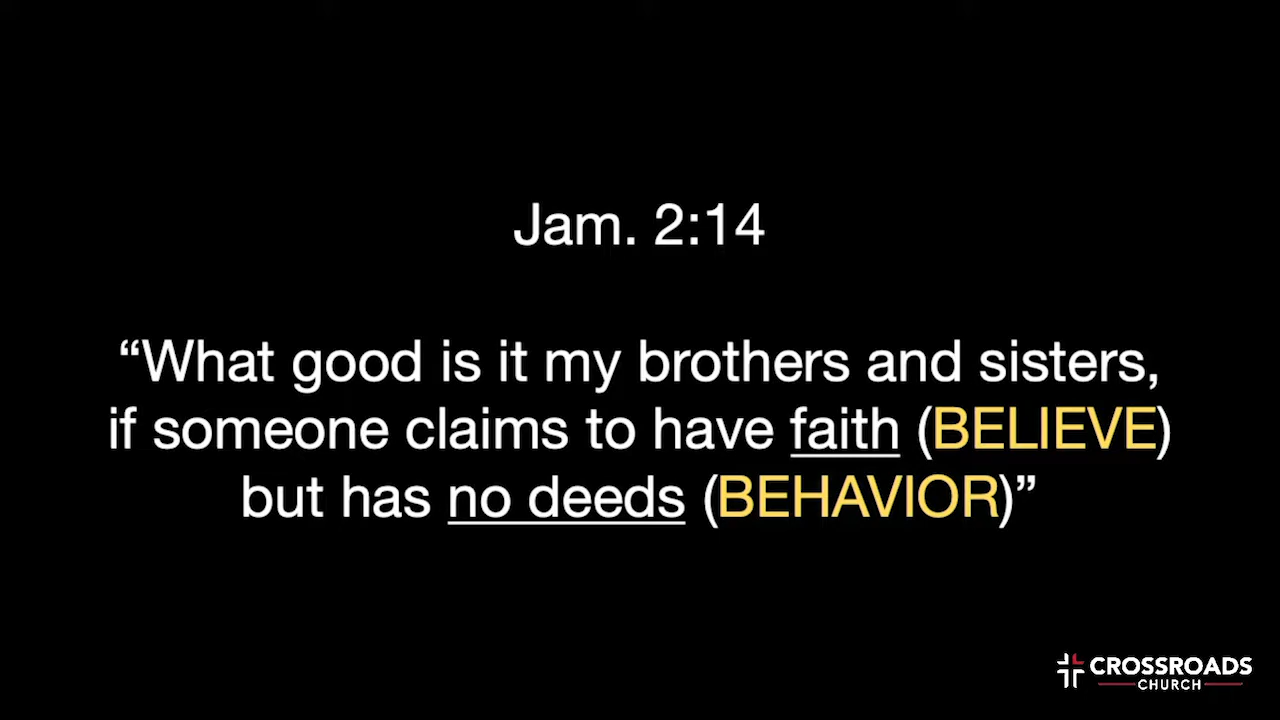 Jam. 2:14
“What good is it my brothers and sisters,
if someone claims to have faith (BELIEVE)
but has no deeds (BEHAVIOR)”
CROSSROADS
CHURCH